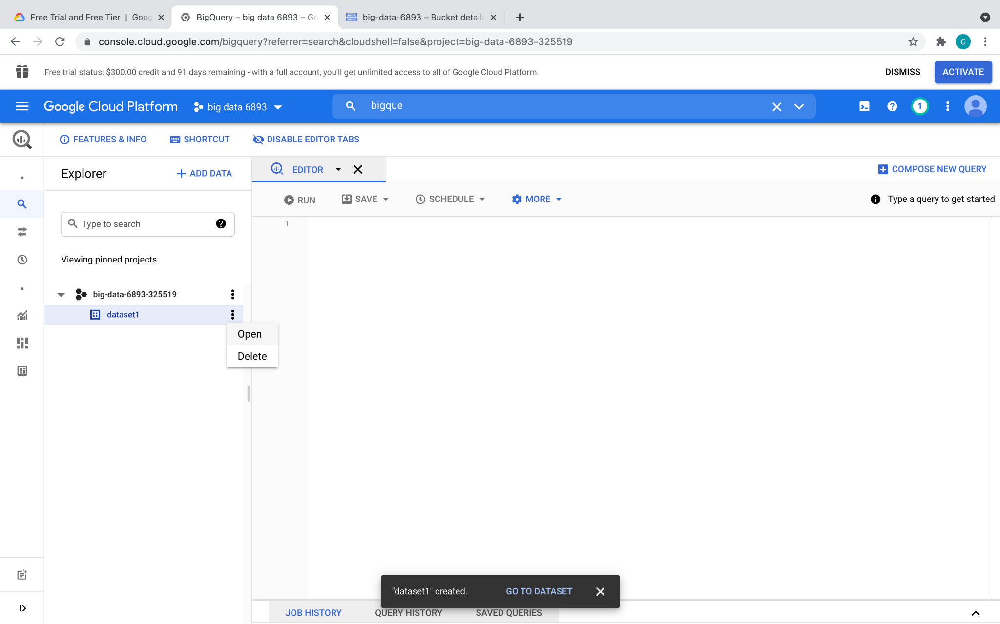 Free Trial and Free Tier | Goog
BigQuery – big data 6893 – Go
big-data-6893 – Bucket details
console.cloud.google.com/bigquery?referrer=search&cloudshell=false&project=big-data-6893-325519
C
Free trial status: $300.00 credit and 91 days remaining - with a full account, you'll get unlimited access to all of Google Cloud Platform.
DISMISS
ACTIVATE
Google Cloud Platform
big data 6893
bigque
1
FEATURES & INFO
SHORTCUT
DISABLE EDITOR TABS
Explorer
ADD DATA
EDITOR
COMPOSE NEW QUERY
RUN
SAVE
SCHEDULE
MORE
Type a query to get started
Type to search
1
Viewing pinned projects.
big-data-6893-325519
dataset1
Open
Delete
"dataset1" created.
GO TO DATASET
JOB HISTORY
QUERY HISTORY
SAVED QUERIES